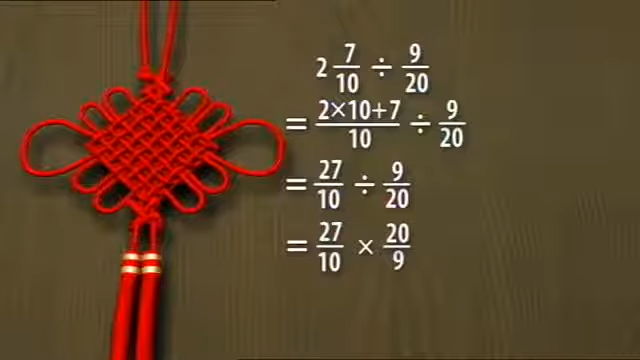 2 7/10 ÷ 9/20
= (2×10+7)/10 ÷ 9/20
= 27/10 ÷ 9/20
= 27/10 × 20/9